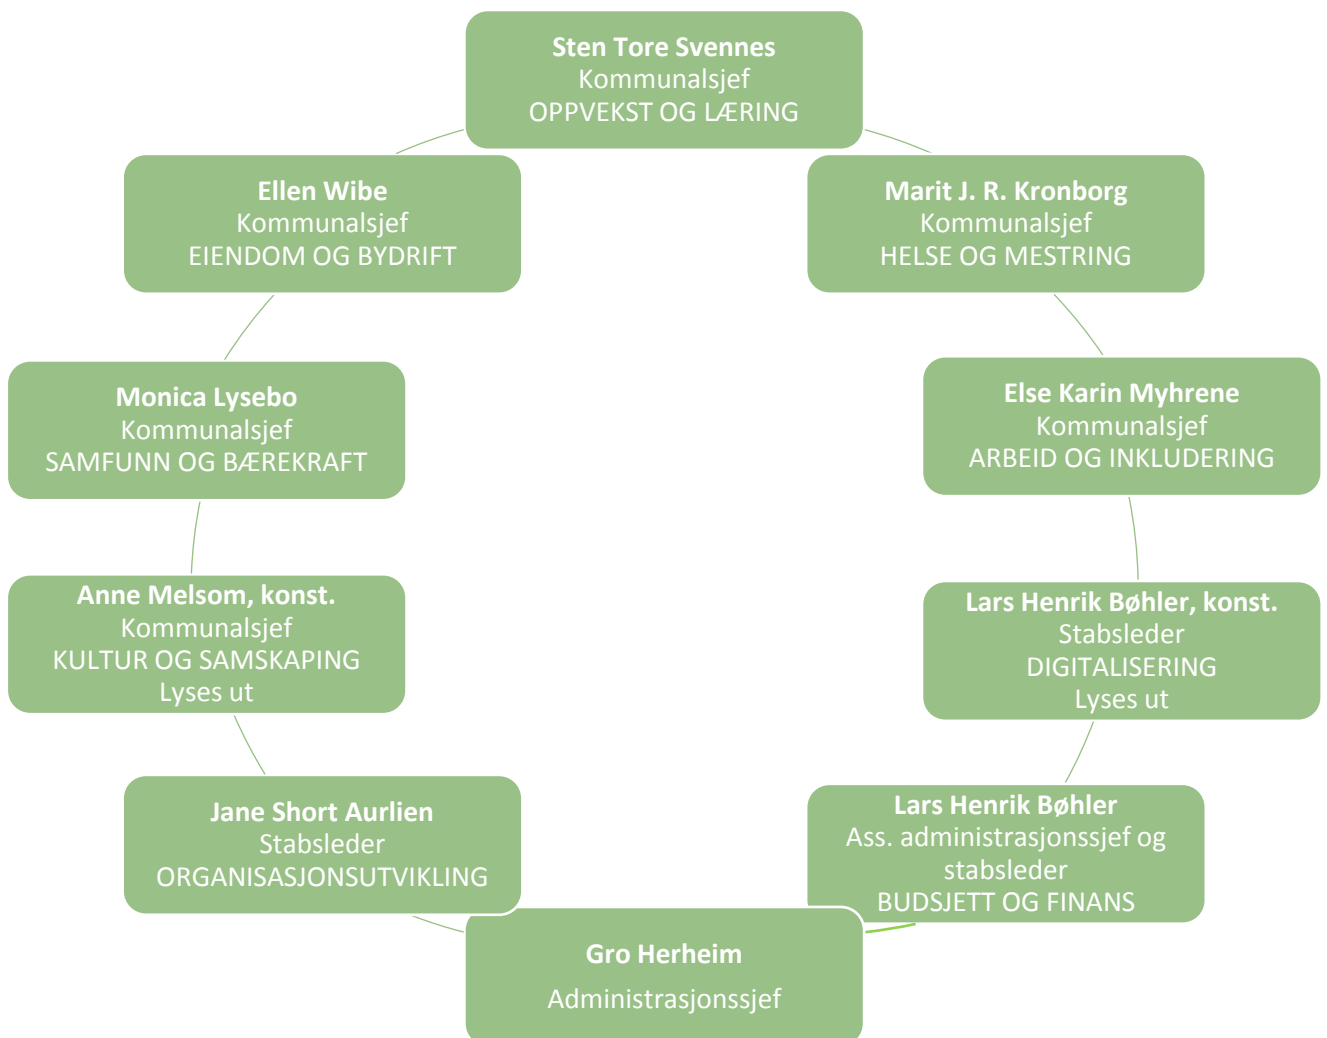 Sten Tore Svennes
Kommunalsjef
OPPVEKST OG LÆRING
Ellen Wibe
Kommunalsjef
EIENDOM OG BYDRIFT
Marit J. R. Kronborg
Kommunalsjef
HELSE OG MESTRING
Monica Lysebo
Kommunalsjef
SAMFUNN OG BÆREKRAFT
Else Karin Myhrene
Kommunalsjef
ARBEID OG INKLUDERING
Anne Melsom, konst.
Kommunalsjef
KULTUR OG SAMSKAPING
Lyses ut
Lars Henrik Bøhler, konst.
Stabsleder
DIGITALISERING
Lyses ut
Jane Short Aurlien
Stabsleder
ORGANISASJONSUTVIKLING
Lars Henrik Bøhler
Ass. administrasjonssjef og
stabsleder
BUDSJETT OG FINANS
Gro Herheim
Administrasjonssjef